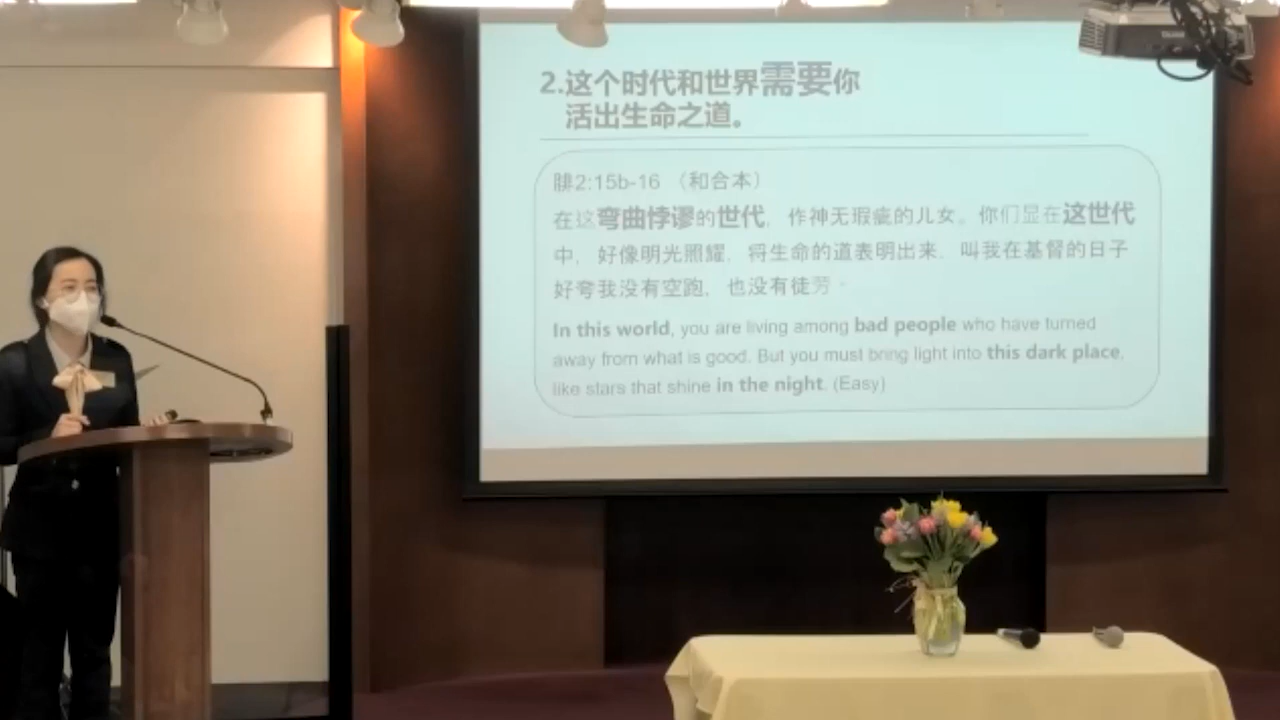 2.这个时代和世界需要你
活出生命之道。
腓2:15b-16 （和合本）
在这弯曲悖谬的世代，作神无瑕疵的儿女。你们显在这世代
中，好像明光照耀，将生命的道表明出来，叫我在基督的日子
好夸我没有空跑，也没有徒劳。
In this world, you are living among bad people who have turned
away from what is good. But you must bring light into this dark place,
like stars that shine in the night. (Easy)